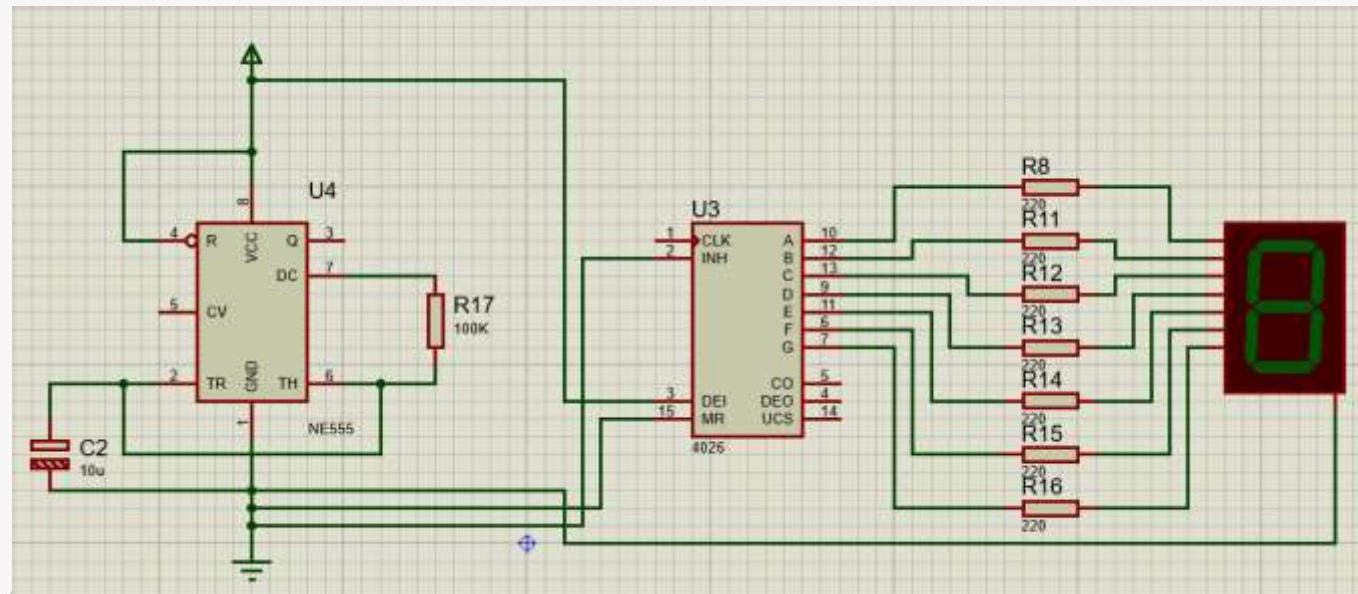 U4
8
4
R
VCC
Q
3
DC
7
5
CV
R17
100K
2
TR
GND
TH
6
1
NE555
C2
10u
U3
1
CLK
A
10
2
INH
B
12
C
13
D
9
E
11
F
6
G
7
CO
5
3
DEI
DEO
4
15
MR
UCS
14
4026
R8
220
R11
220
R12
220
R13
220
R14
220
R15
220
R16
220